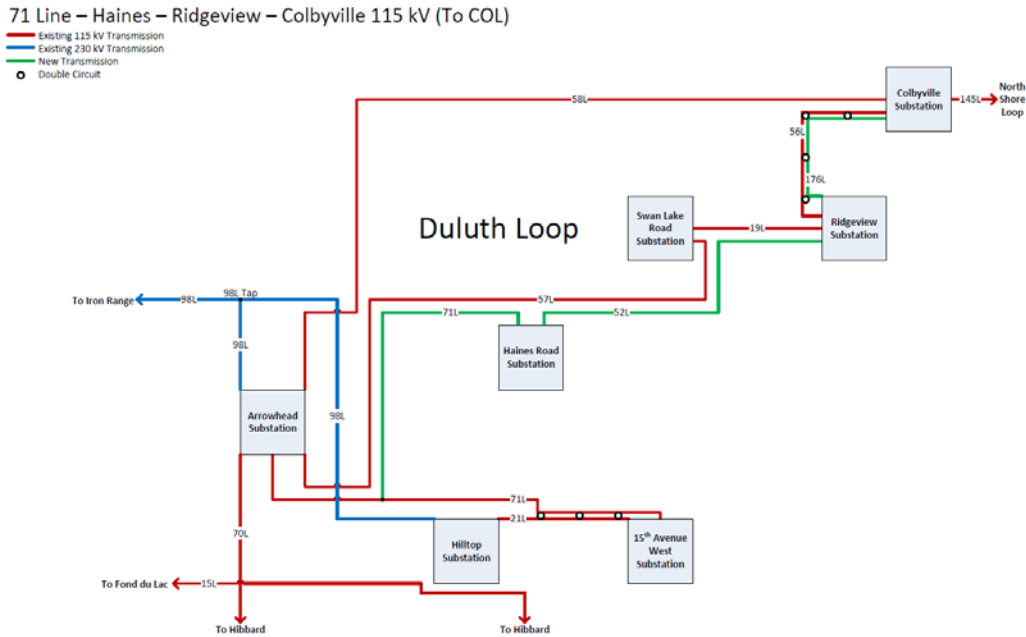 71 Line – Haines – Ridgeview – Colbyville 115 kV (To COL)
Existing 115 kV Transmission
Existing 230 kV Transmission
New Transmission
Double Circuit
58L
Colbyville
Substation
145L
North
Shore
Loop
56L
176L
Duluth Loop
Swan Lake
Road
Substation
19L
Ridgeview
Substation
To Iron Range
98L
98L Tap
57L
71L
52L
98L
Haines Road
Substation
Arrowhead
Substation
98L
71L
21L
70L
Hilltop
Substation
15th Avenue
West
Substation
To Fond du Lac
15L
To Hibbard
To Hibbard